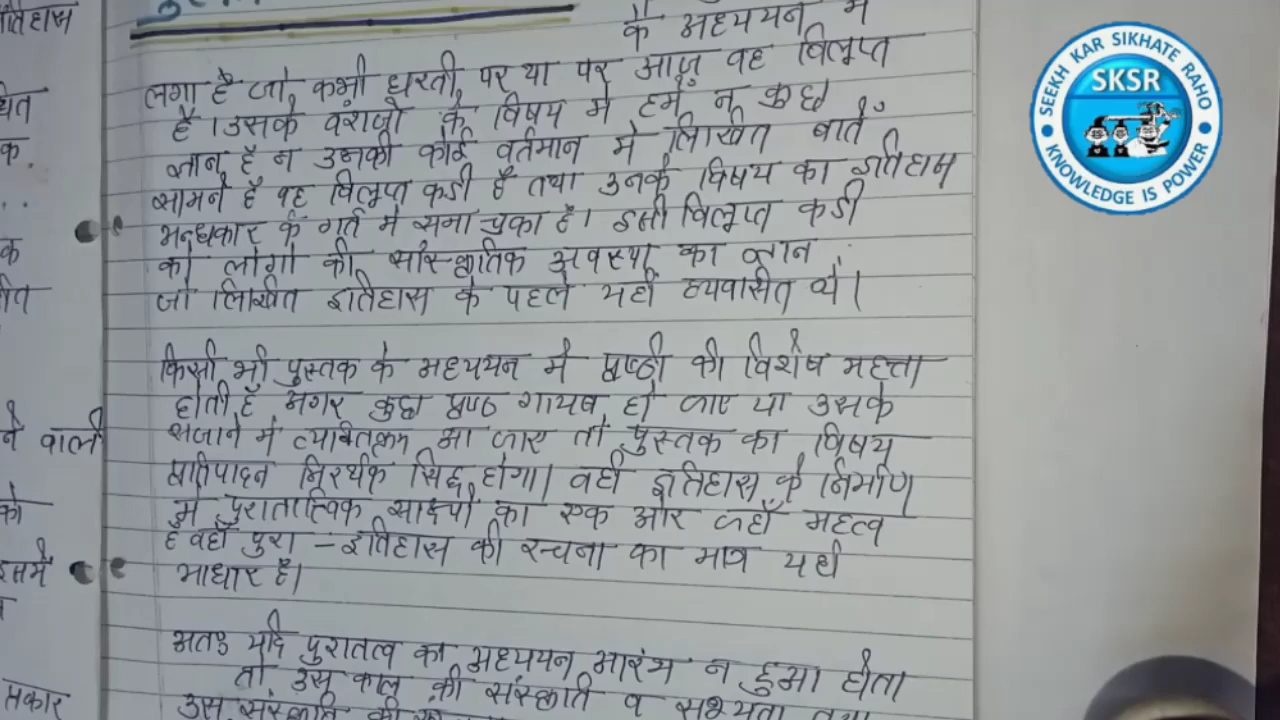 के अध्ययन में
लगा है जो कभी धरती पर था पर आज वह विलुप्त
है। उसके वंशजो के विषय मे हमें न कुछ
ज्ञान है न उनकी कोई वर्तमान मे लिखित बातें
सामने है वह विलुप्त कडी है तथा उनके विषय का इतिहास
अन्धकार के गर्त मे समा चुका है। इसी विलुप्त कडी
को लोगो की सांस्कृतिक अवस्था का ज्ञान
जो लिखित इतिहास के पहले यहाँ व्यवासित थे।
किसी भी पुस्तक के अध्ययन मे पृष्ठों की विशेष महत्ता
होती है अगर कुछ पृष्ठ गायब हो जाए या उसके
सजाने मे व्यतिक्रम आ जाए तो पुस्तक का विषय
प्रतिपादन निरर्थक सिद्ध होगा। वही इतिहास के निर्माण
मे पुरातात्विक साक्ष्यों का एक ओर जहाँ महत्व
है वहाँ पुरा - इतिहास की रचना का मात्र यही
आधार है।
अतः यदि पुरातत्व का अध्ययन आरंभ न हुआ होता
तो उस काल की संस्कृति व सभ्यता तथा
उस संस्कृति की
तिहास
क.
क
ने वाली
को
इसमें
SEEKH KAR SIKHATE RAHO
SKSR
KNOWLEDGE IS POWER